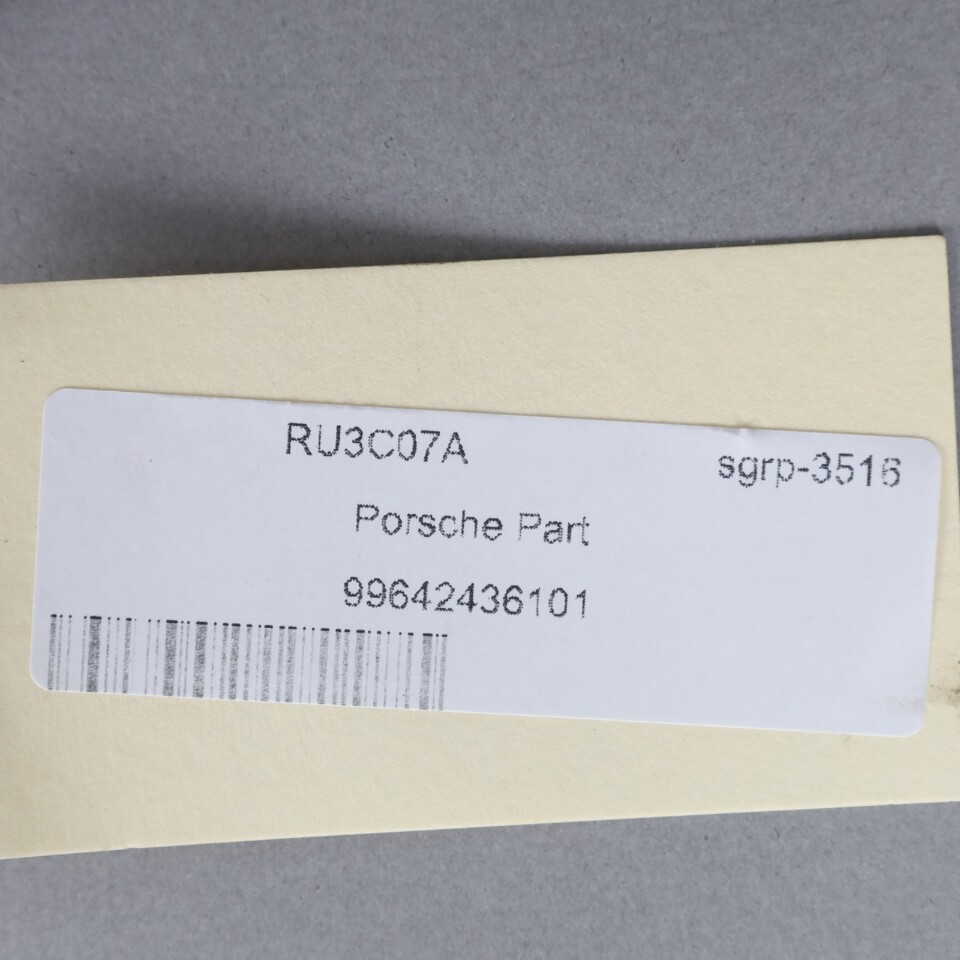 RU3C07A
sgrp-3516
Porsche Part
99642436101